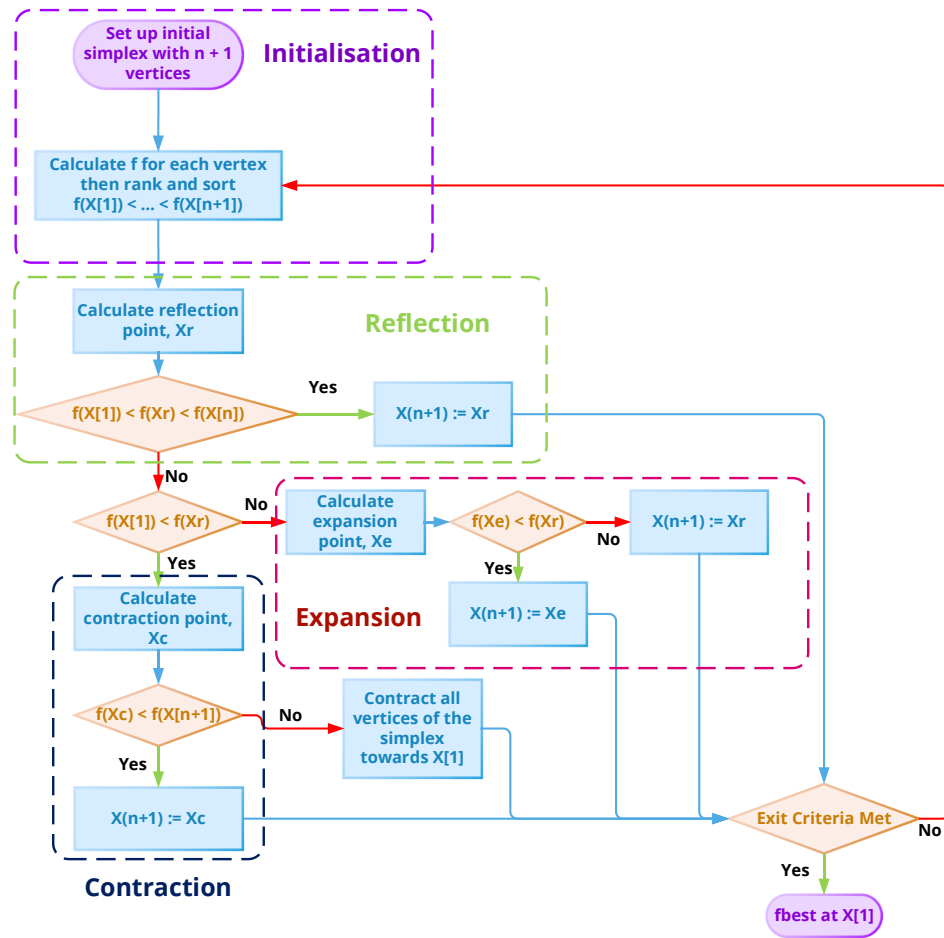 Set up initial
simplex with n + 1
vertices
Initialisation
Calculate f for each vertex
then rank and sort
f(X[1]) < ... < f(X[n+1])
Calculate reflection
point, Xr
Reflection
f(X[1]) < f(Xr) < f(X[n])
Yes
X(n+1) := Xr
No
f(X[1]) < f(Xr)
No
Calculate
expansion
point, Xe
f(Xe) < f(Xr)
No
X(n+1) := Xr
Yes
X(n+1) := Xe
Expansion
Yes
Calculate
contraction point,
Xc
f(Xc) < f(X[n+1])
No
Contract all
vertices of the
simplex
towards X[1]
Yes
X(n+1) := Xc
Contraction
Exit Criteria Met
No
Yes
fbest at X[1]